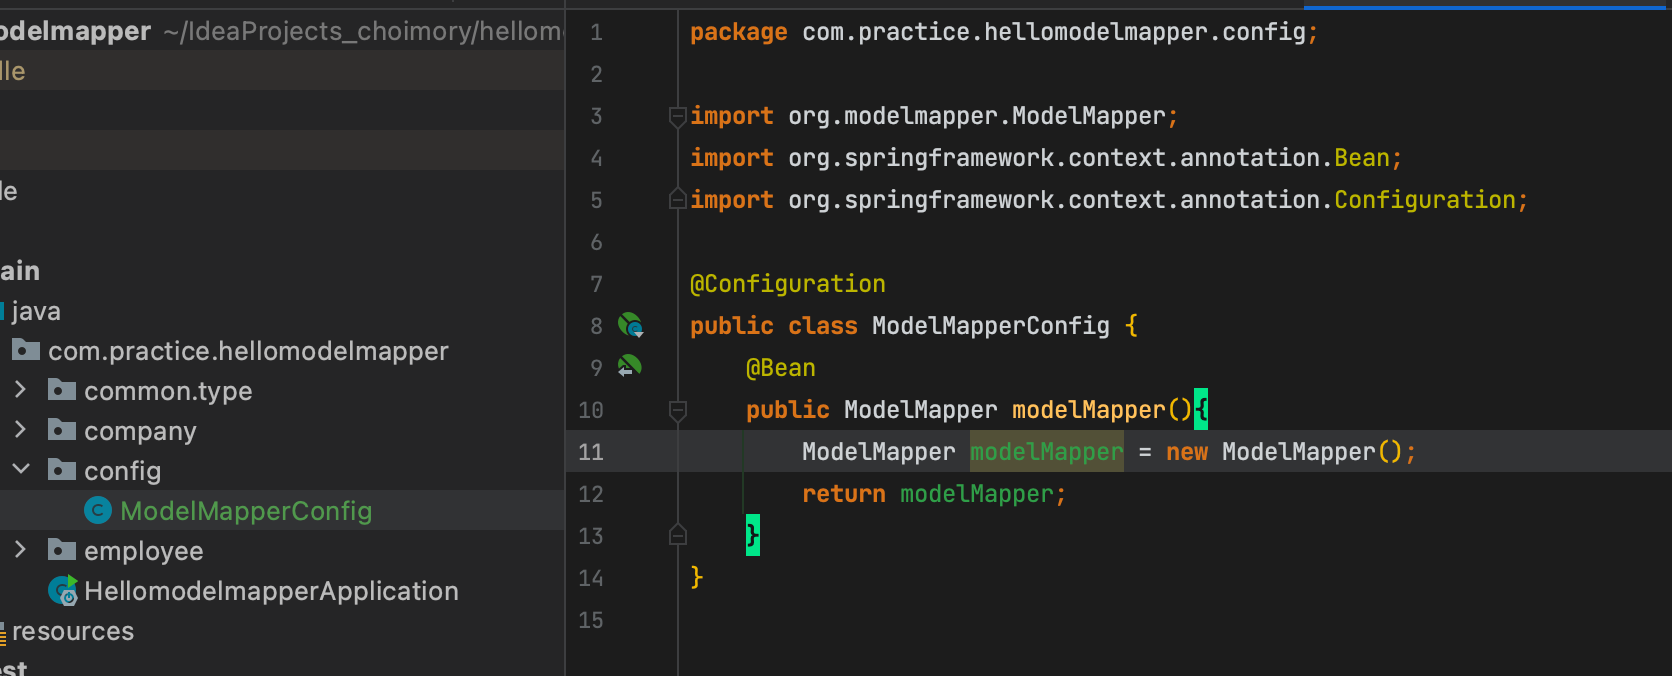 odelmapper ~/IdeaProjects_choimory/hellom
lle
le
ain
java
com.practice.hellomodelmapper
common.type
company
config
ModelMapperConfig
employee
HellomodelmapperApplication
resources
est
1 package com.practice.hellomodelmapper.config;
2
3 import org.modelmapper.ModelMapper;
4 import org.springframework.context.annotation.Bean;
5 import org.springframework.context.annotation.Configuration;
6
7 @Configuration
8 public class ModelMapperConfig {
9 @Bean
10 public ModelMapper modelMapper(){
11 ModelMapper modelMapper = new ModelMapper();
12 return modelMapper;
13 }
14 }
15